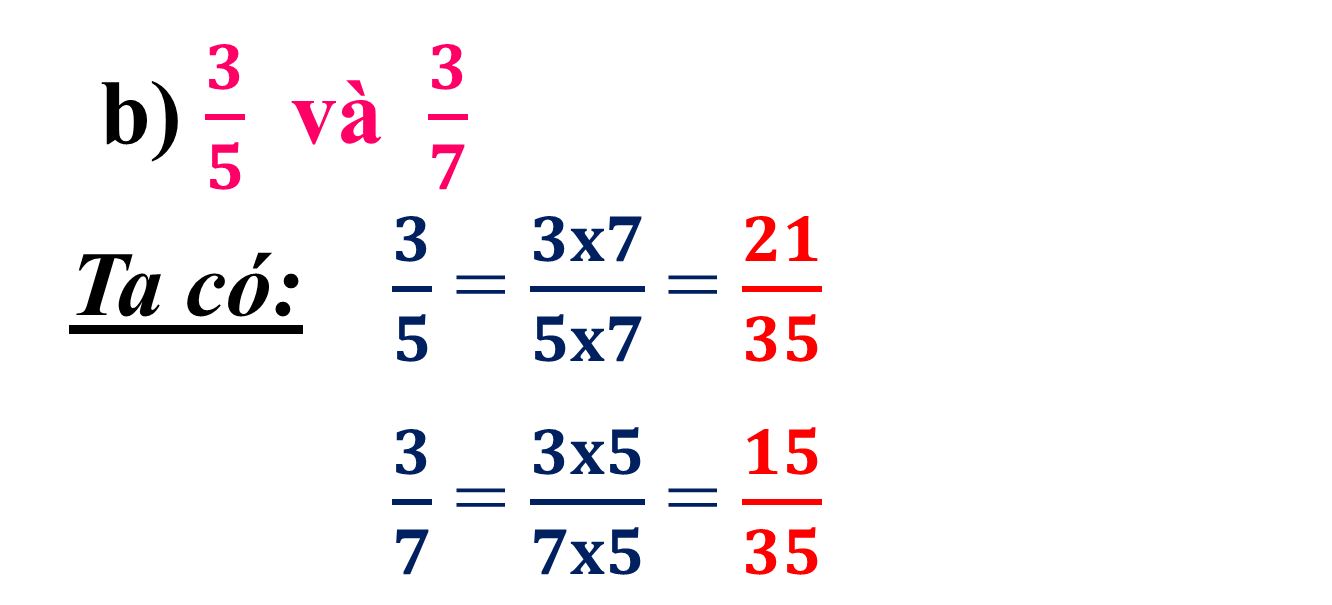 b) 3/5 và 3/7
Ta có: 3/5 = 3x7/5x7 = 21/35
3/7 = 3x5/7x5 = 15/35